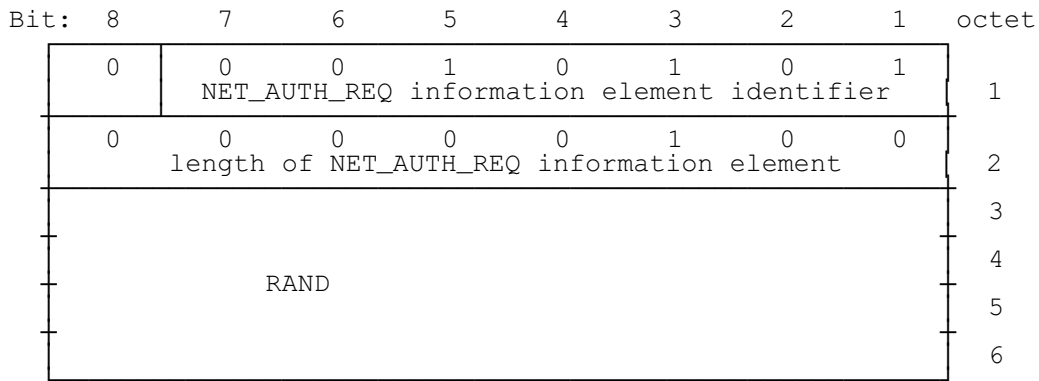 Bit: 8 7 6 5 4 3 2 1 octet
0 0 0 1 0 1 0 1
NET_AUTH_REQ information element identifier 1
0 0 0 0 0 1 0 0
length of NET_AUTH_REQ information element 2
3
4
RAND
5
6